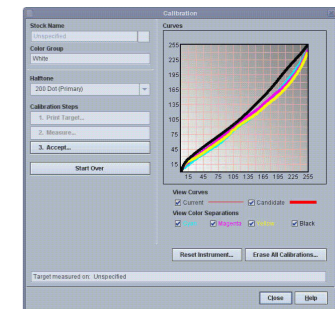 Calibration
Stock Name
Unspecified
Color Group
White
Halftone
200 Dot (Primary)
Calibration Steps
1. Print Target...
2. Measure...
3. Accept...
Start Over
Curves
255
225
195
165
135
105
75
45
15
15 45 75 105 135 165 195 225 255
View Curves
Current Candidate
View Color Separations
Magenta Yellow Black
Reset Instrument... Erase All Calibrations...
Target measured on: Unspecified
Close Help